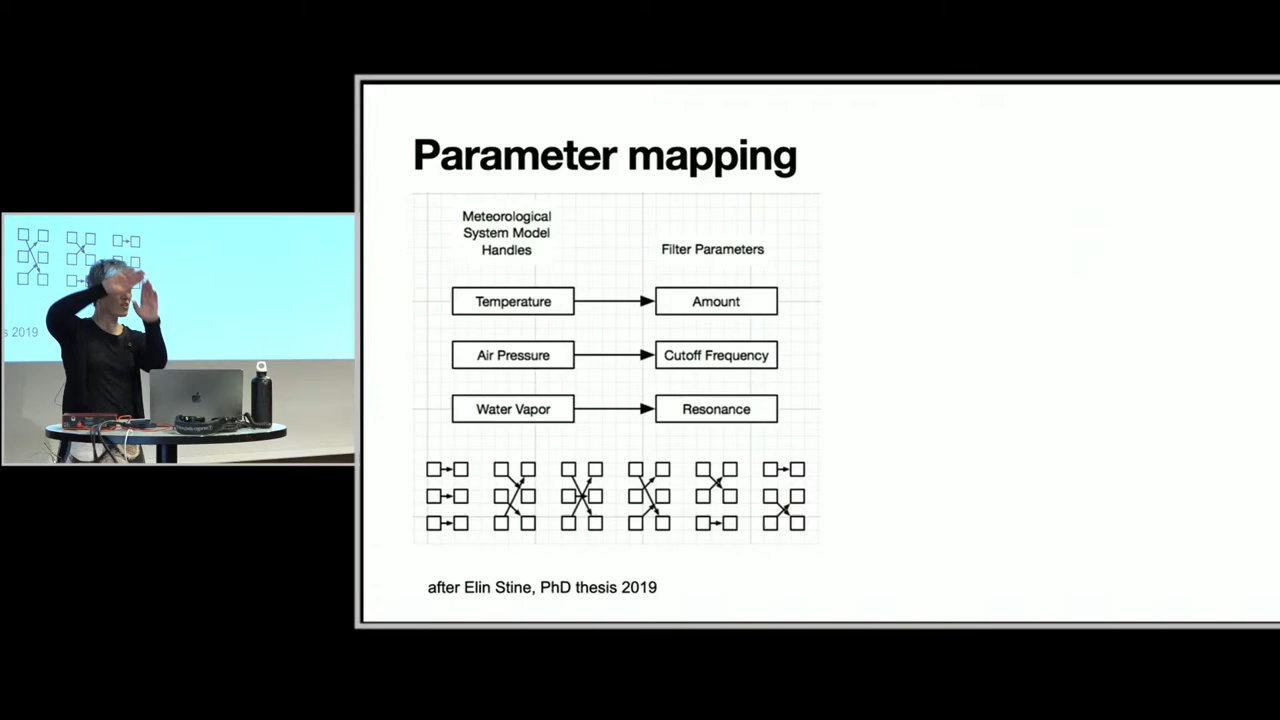 Parameter mapping
Meteorological
System Model
Handles
Filter Parameters
Temperature
Amount
Air Pressure
Cutoff Frequency
Water Vapor
Resonance
after Elin Stine, PhD thesis 2019
s 2019